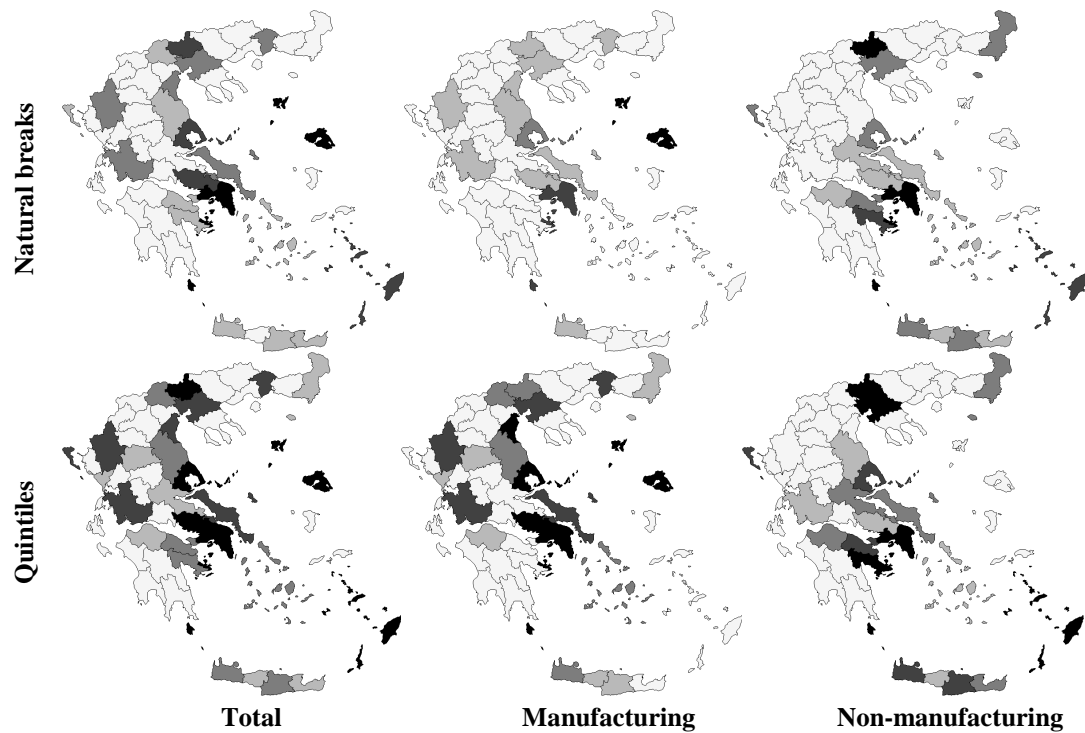 Natural breaks
Quintiles
Total
Manufacturing
Non-manufacturing